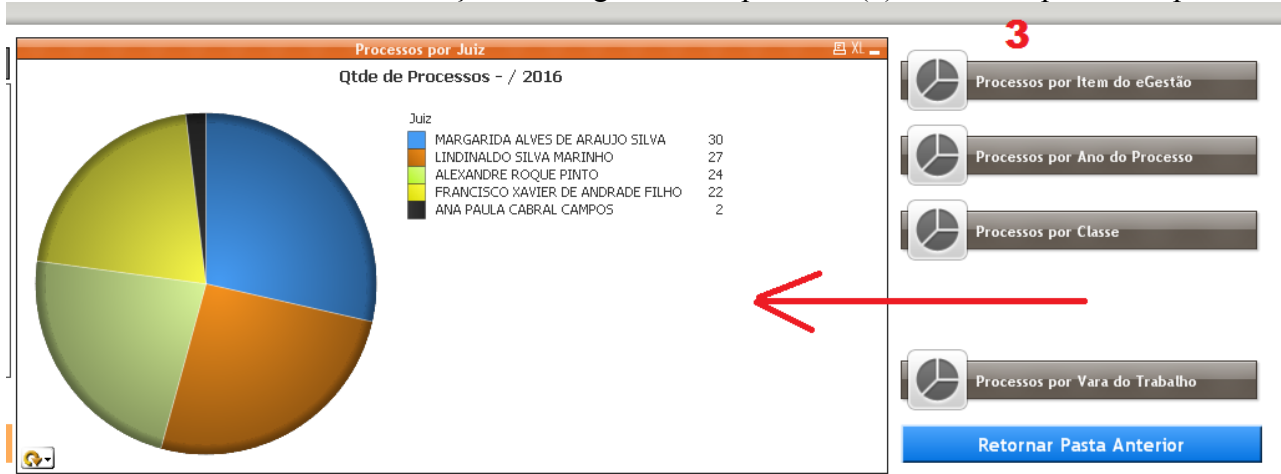 3
Processos por Juiz XL
Qtde de Processos - / 2016
Juiz
MARGARIDA ALVES DE ARAUJO SILVA 30
LINDINALDO SILVA MARINHO 27
ALEXANDRE ROQUE PINTO 24
FRANCISCO XAVIER DE ANDRADE FILHO 22
ANA PAULA CABRAL CAMPOS 2
Processos por Item do eGestão
Processos por Ano do Processo
Processos por Classe
Processos por Vara do Trabalho
Retornar Pasta Anterior